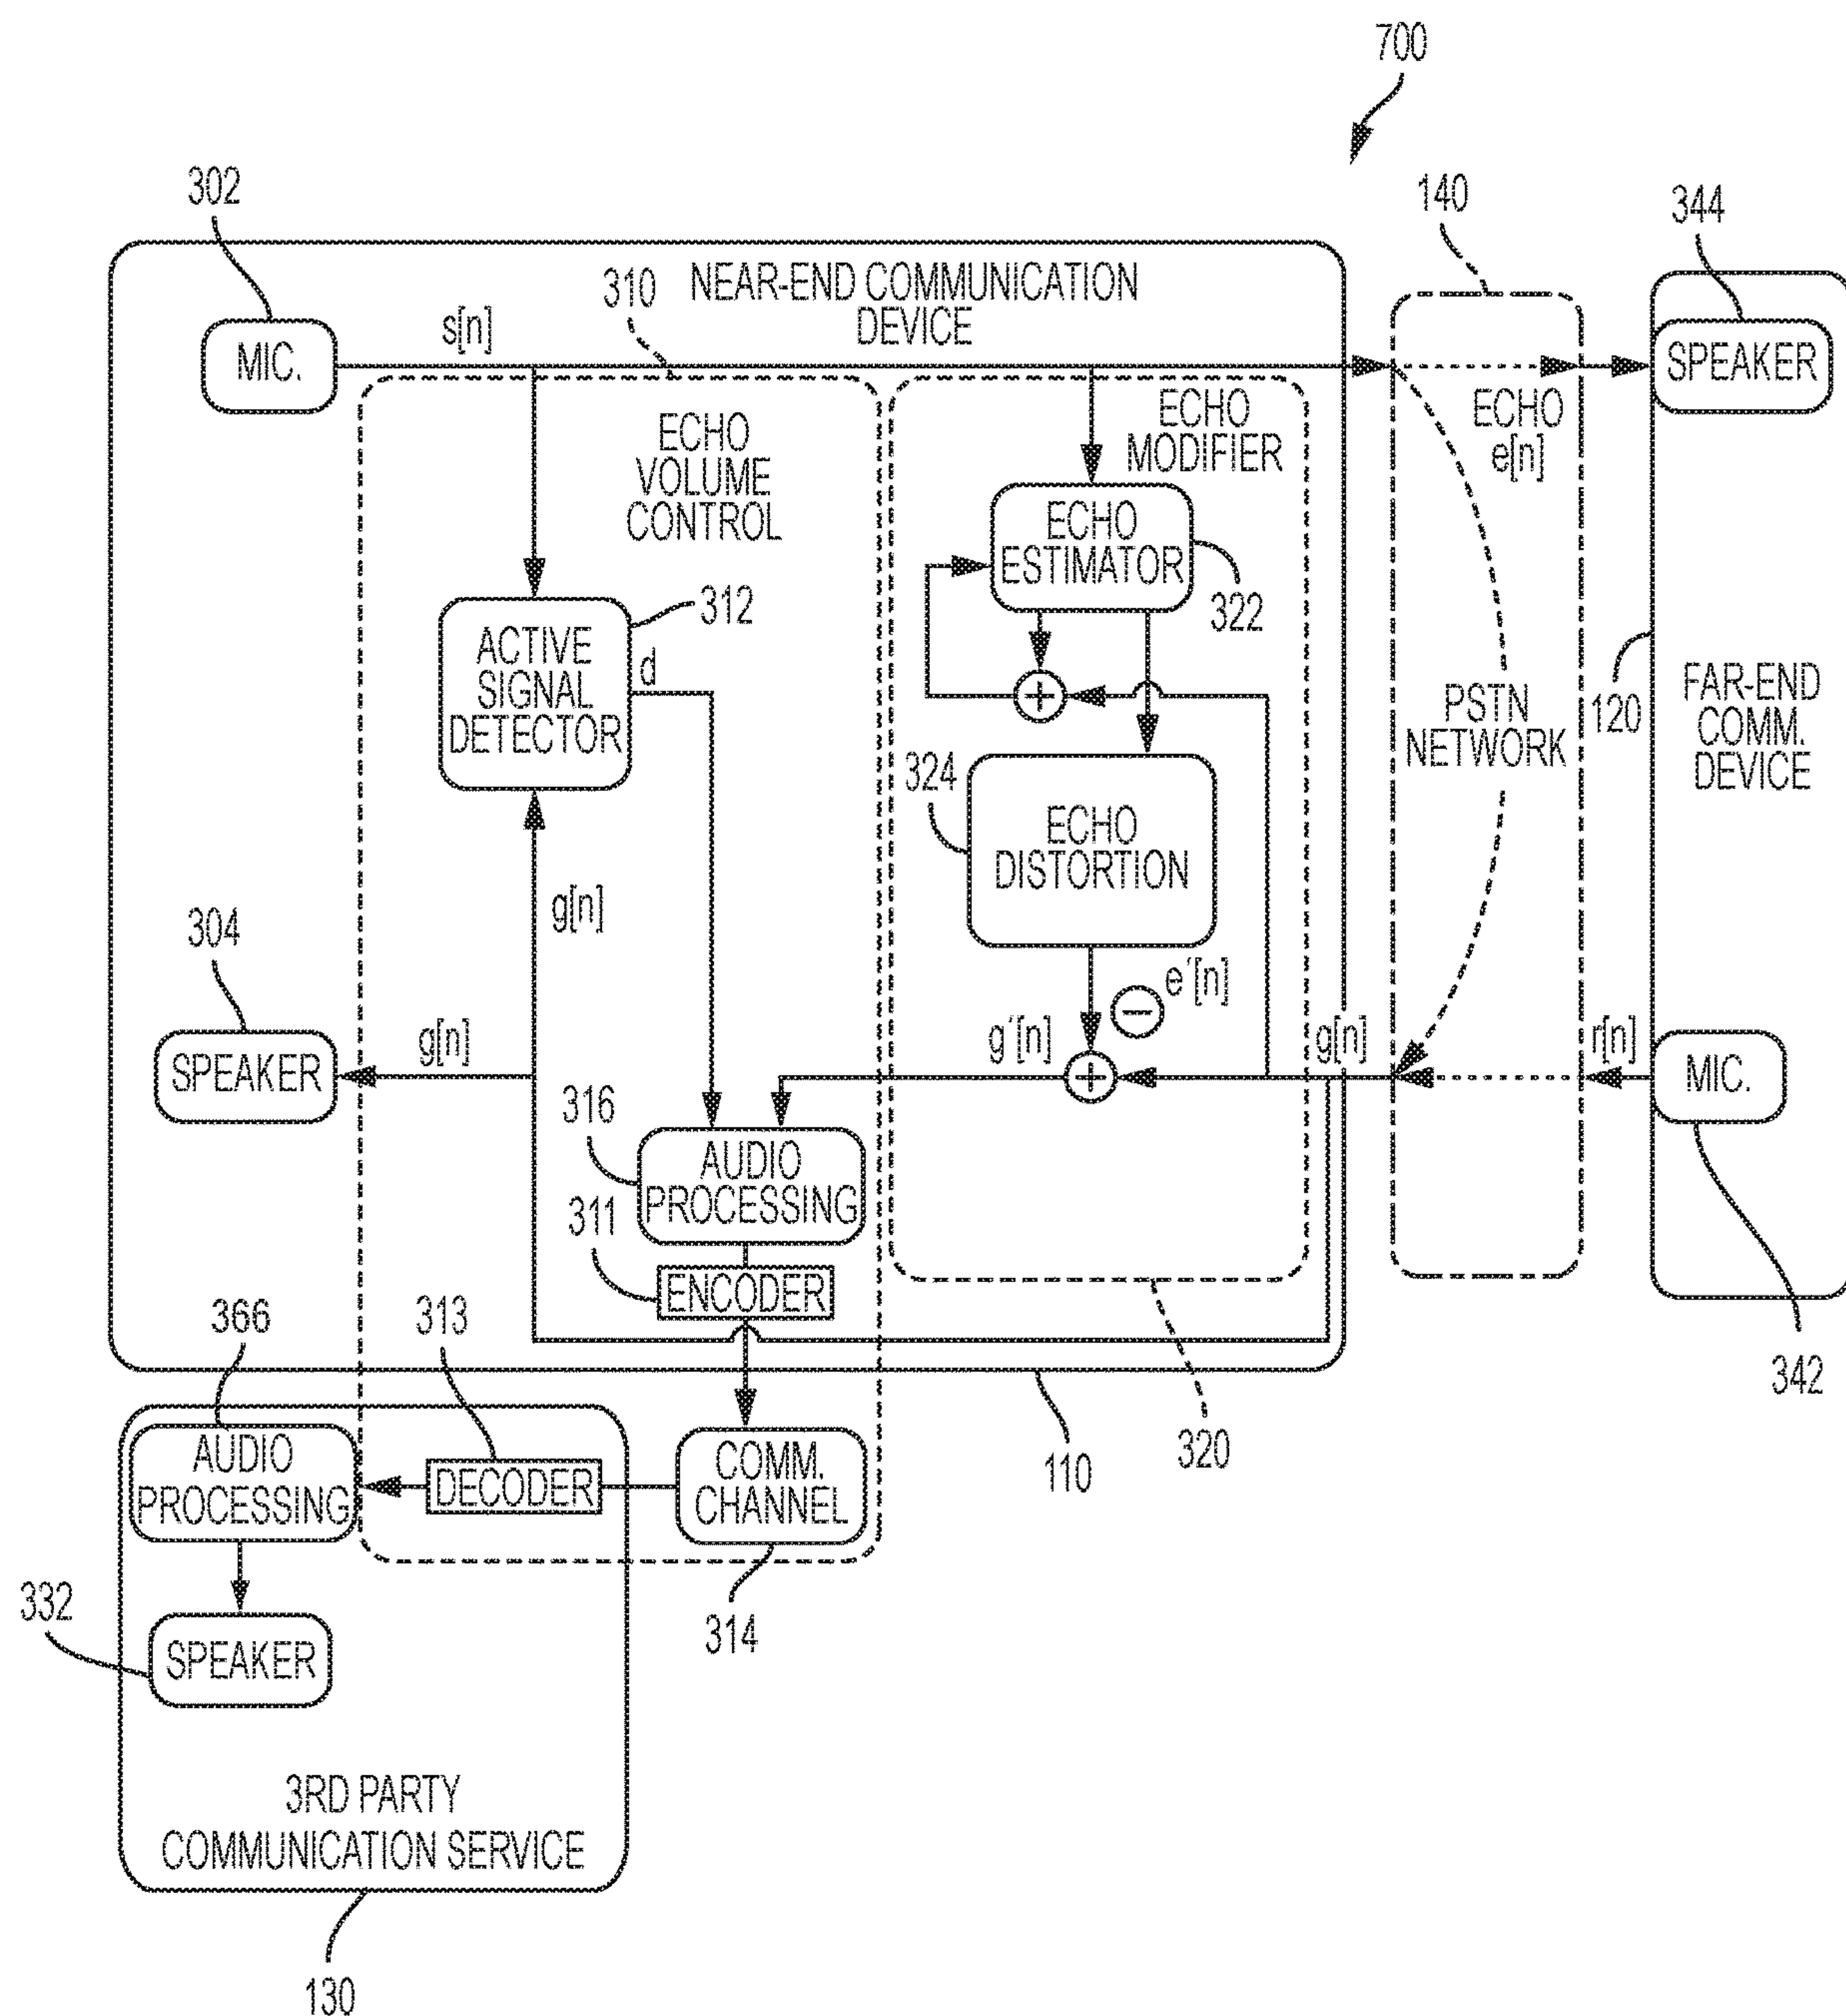 700
302
310
NEAR-END COMMUNICATION
DEVICE
140
344
MIC.
s[n]
SPEAKER
ECHO
VOLUME
CONTROL
ECHO
MODIFIER
ECHO
e[n]
ECHO
ESTIMATOR
322
312
ACTIVE
SIGNAL
DETECTOR
d
+
PSTN
NETWORK
120
FAR-END
COMM.
DEVICE
324
ECHO
DISTORTION
g[n]
304
e´[n]
−
SPEAKER
g[n]
g´[n]
+
g[n]
r[n]
MIC.
316
AUDIO
PROCESSING
311
ENCODER
366
313
342
AUDIO
PROCESSING
DECODER
COMM.
CHANNEL
110
320
332
SPEAKER
314
3RD PARTY
COMMUNICATION SERVICE
130